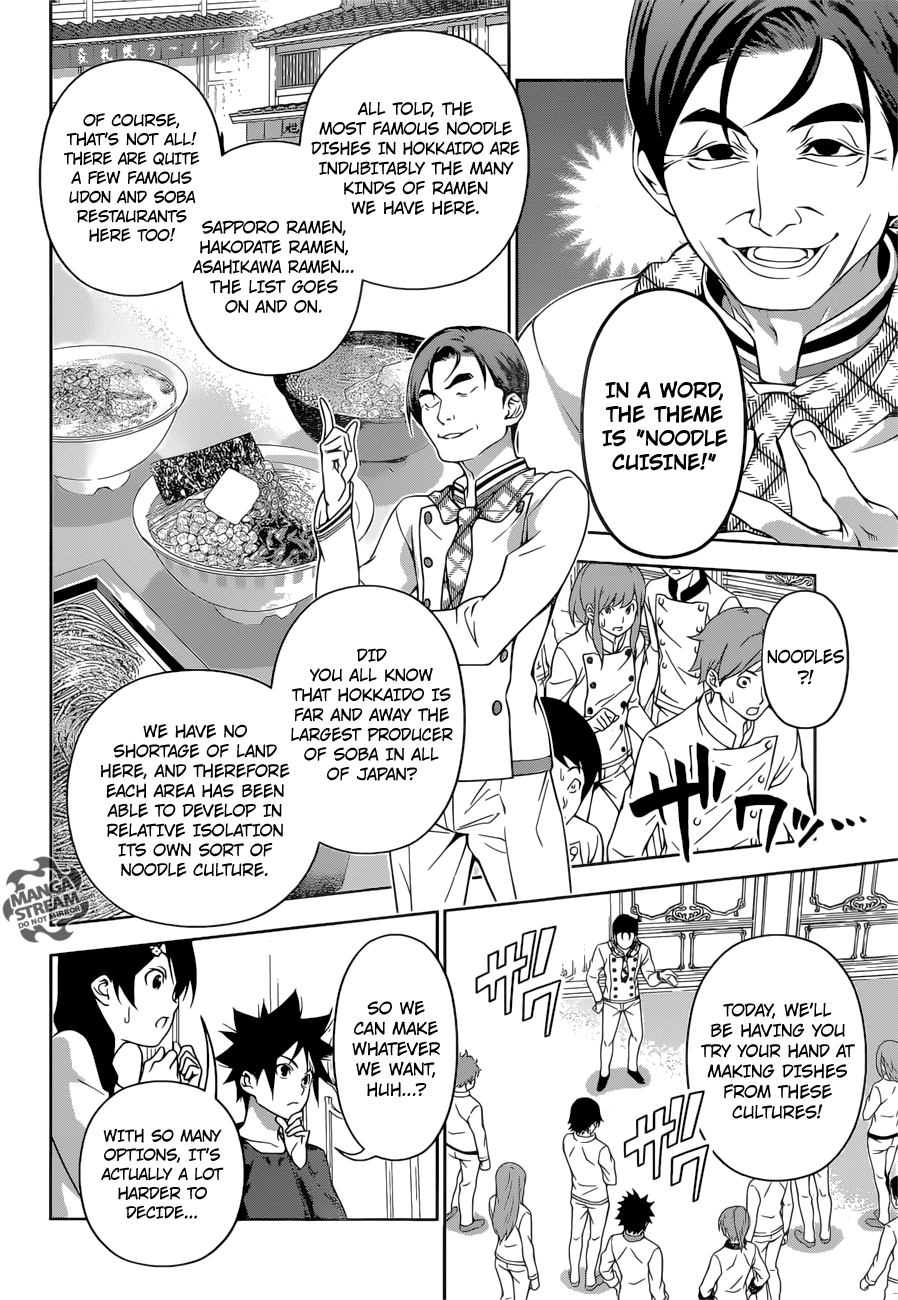 IN A WORD,
THE THEME
IS "NOODLE
CUISINE!"
ALL TOLD, THE
MOST FAMOUS NOODLE
DISHES IN HOKKAIDO ARE
INDUBITABLY THE MANY
KINDS OF RAMEN
WE HAVE HERE.
SAPPORO RAMEN,
HAKODATE RAMEN,
ASAHIKAWA RAMEN...
THE LIST GOES
ON AND ON.
OF COURSE,
THAT'S NOT ALL!
THERE ARE QUITE
A FEW FAMOUS
UDON AND SOBA
RESTAURANTS
HERE TOO!
ラーメン
NOODLES
?!
ザワ...
DID
YOU ALL KNOW
THAT HOKKAIDO IS
FAR AND AWAY THE
LARGEST PRODUCER
OF SOBA IN ALL
OF JAPAN?
WE HAVE NO
SHORTAGE OF LAND
HERE, AND THEREFORE
EACH AREA HAS BEEN
ABLE TO DEVELOP IN
RELATIVE ISOLATION
ITS OWN SORT OF
NOODLE CULTURE.
MANGA
STREAM.com
DO NOT MIRROR
TODAY, WE'LL
BE HAVING YOU
TRY YOUR HAND AT
MAKING DISHES
FROM THESE
CULTURES!
ザワ
ザワ
SO WE
CAN MAKE
WHATEVER
WE WANT,
HUH...?
WITH SO MANY
OPTIONS, IT'S
ACTUALLY A LOT
HARDER TO
DECIDE...